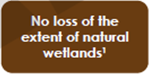 No loss of the
extent of natural
wetlands¹